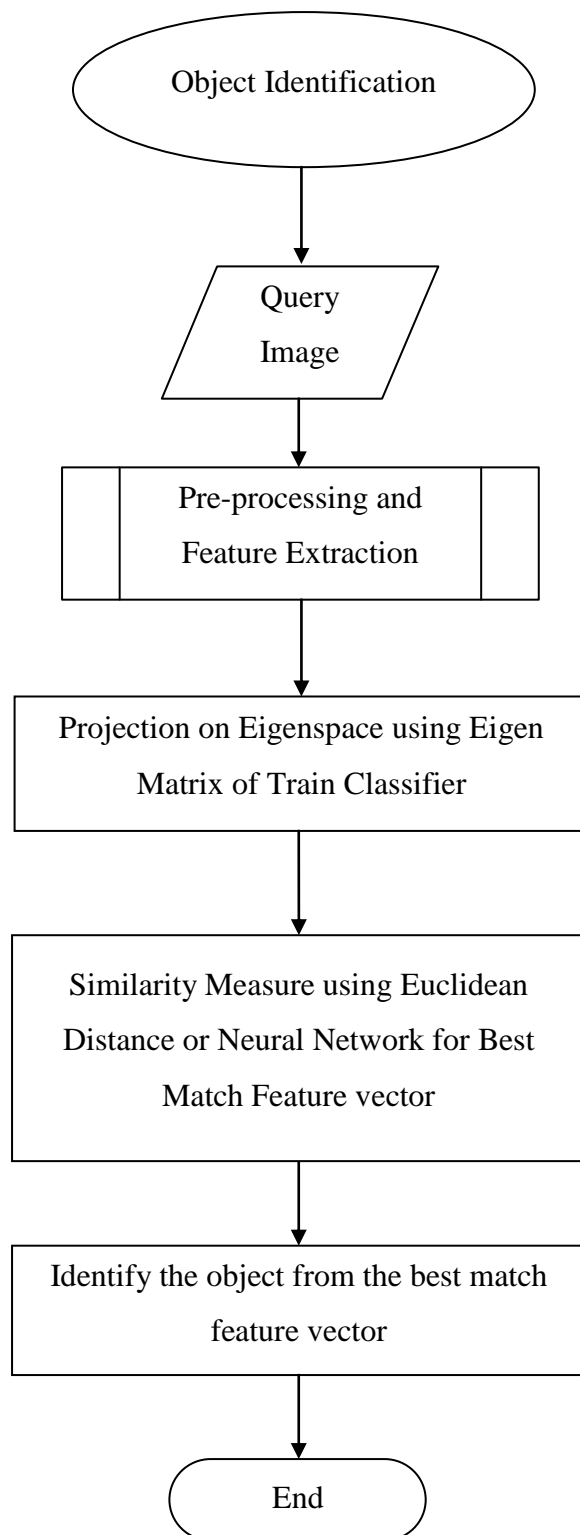 Object Identification
Query
Image
Pre-processing and
Feature Extraction
Projection on Eigenspace using Eigen
Matrix of Train Classifier
Similarity Measure using Euclidean
Distance or Neural Network for Best
Match Feature vector
Identify the object from the best match
feature vector
End